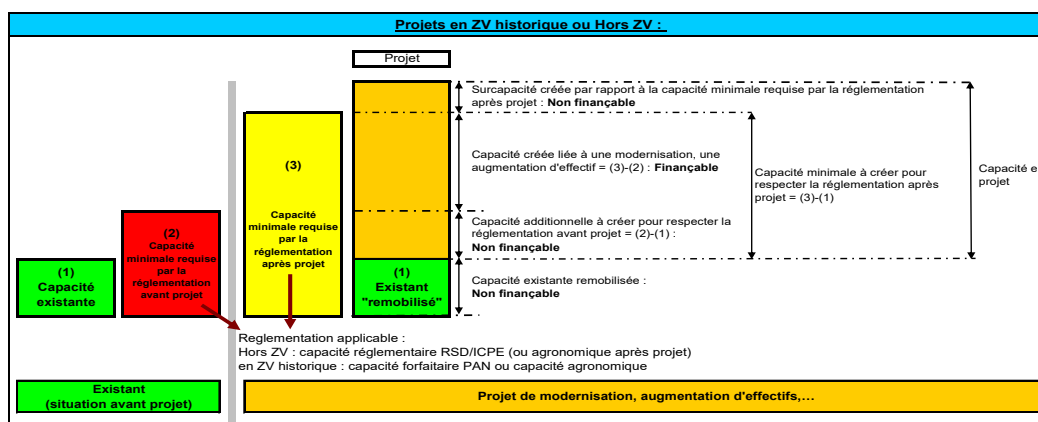 Projets en ZV historique ou Hors ZV :
Projet
Surcapacité créée par rapport à la capacité minimale requise par la réglementation
après projet : Non finançable
(3)
Capacité
minimale requise
par la
réglementation
après projet
Capacité créée liée à une modernisation, une
augmentation d'effectif = (3)-(2) : Finançable
Capacité minimale à créer pour
respecter la réglementation après
projet = (3)-(1)
Capacité e
projet
(2)
Capacité
minimale requise
par la
réglementation
avant projet
Capacité additionnelle à créer pour respecter la
réglementation avant projet = (2)-(1) :
Non finançable
(1)
Capacité
existante
(1)
Existant
"remobilisé"
Capacité existante remobilisée :
Non finançable
Reglementation applicable :
Hors ZV : capacité réglementaire RSD/ICPE (ou agronomique après projet)
en ZV historique : capacité forfaitaire PAN ou capacité agronomique
Existant
(situation avant projet)
Projet de modernisation, augmentation d'effectifs,...